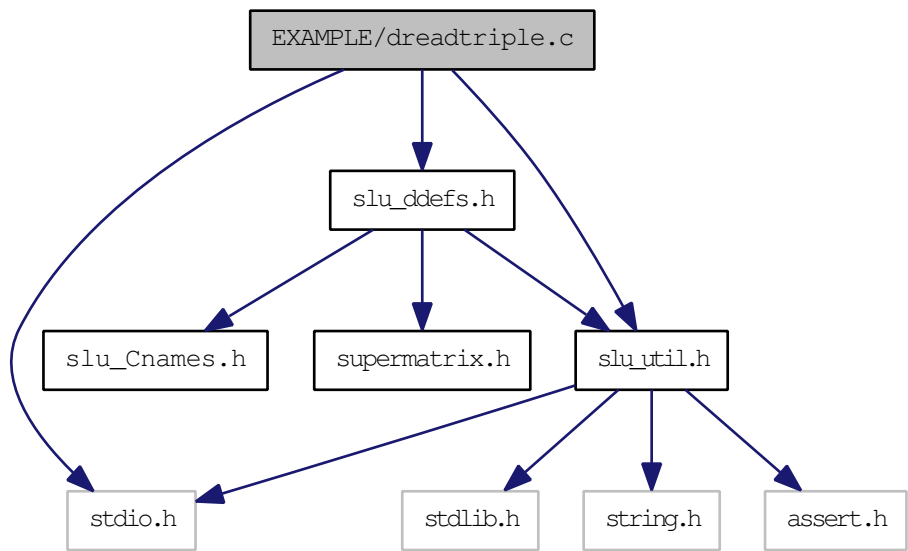 EXAMPLE/dreadtriple.c
slu_ddefs.h
slu_Cnames.h
supermatrix.h
slu_util.h
stdio.h
stdlib.h
string.h
assert.h